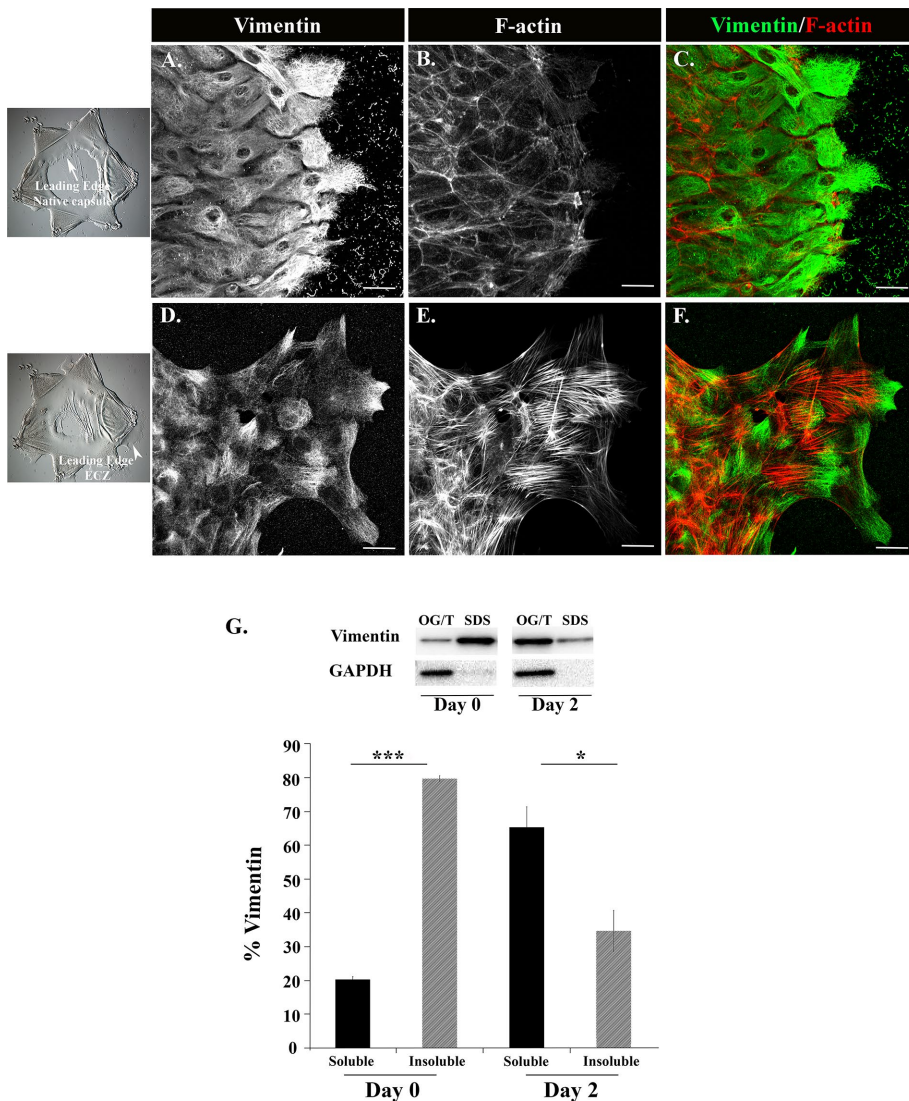 Vimentin F-actin Vimentin/F-actin
A. B. C.
Leading Edge
Native capsule
D. E. F.
Leading Edge
ECZ
G.
OG/T SDS OG/T SDS
Vimentin
GAPDH
Day 0 Day 2
% Vimentin
90
80
70
60
50
40
30
20
10
0
*** *
Soluble Insoluble Soluble Insoluble
Day 0 Day 2